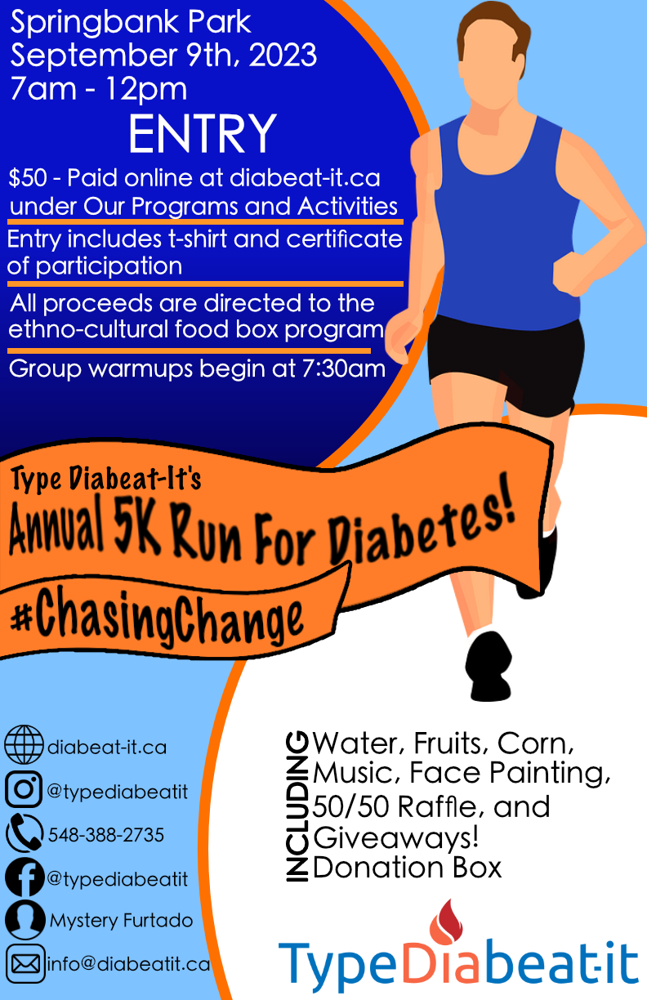 Springbank Park
September 9th, 2023
7am - 12pm
ENTRY
$50 - Paid online at diabeat-it.ca
under Our Programs and Activities
Entry includes t-shirt and certificate
of participation
All proceeds are directed to the
ethno-cultural food box program
Group warmups begin at 7:30am
Type Diabeat-It's
Annual 5K Run For Diabetes!
#ChasingChange
diabeat-it.ca
@typediabeatit
548-388-2735
@typediabeatit
Mystery Furtado
info@diabeatit.ca
INCLUDING
Water, Fruits, Corn,
Music, Face Painting,
50/50 Raffle, and
Giveaways!
Donation Box
TypeDiabeat-it